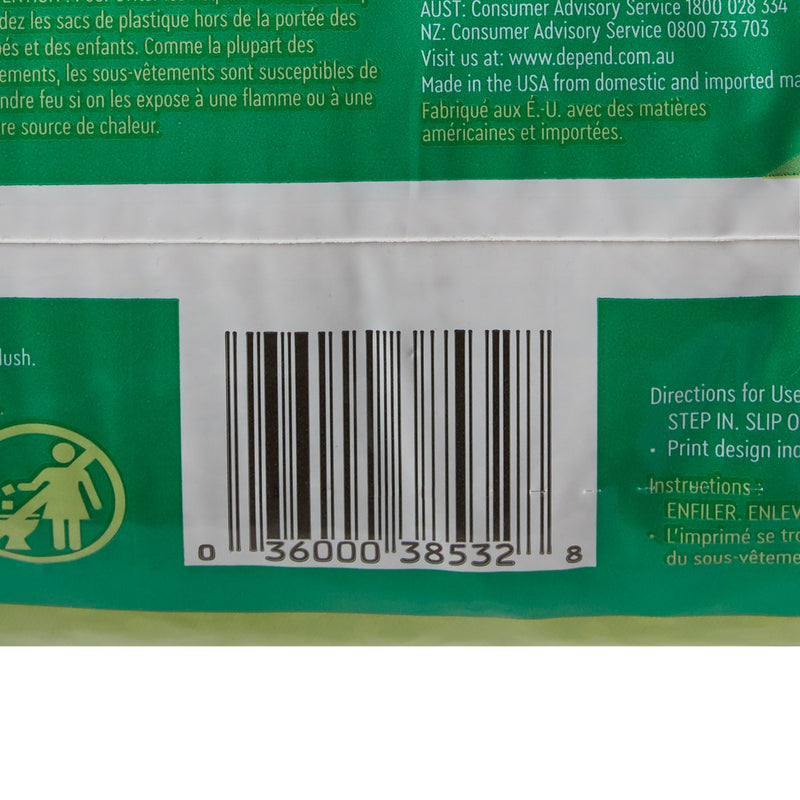 dez les sacs de plastique hors de la portée des
et des enfants. Comme la plupart des
les sous-vêtements sont susceptibles de
feu si on les expose à une flamme ou à une
source de chaleur.
AUST: Consumer Advisory Service 1800 028 334
NZ: Consumer Advisory Service 0800 733 703
Visit us at: www.depend.com.au
Made in the USA from domestic and imported ma
Fabriqué aux É.-U. avec des matières
américaines et importées.
lush.
0 36000 38532 8
Directions for Use
STEP IN. SLIP O
• Print design ind
Instructions :
ENFILER. ENLEV
• L'imprimé se tro
du sous-vêteme